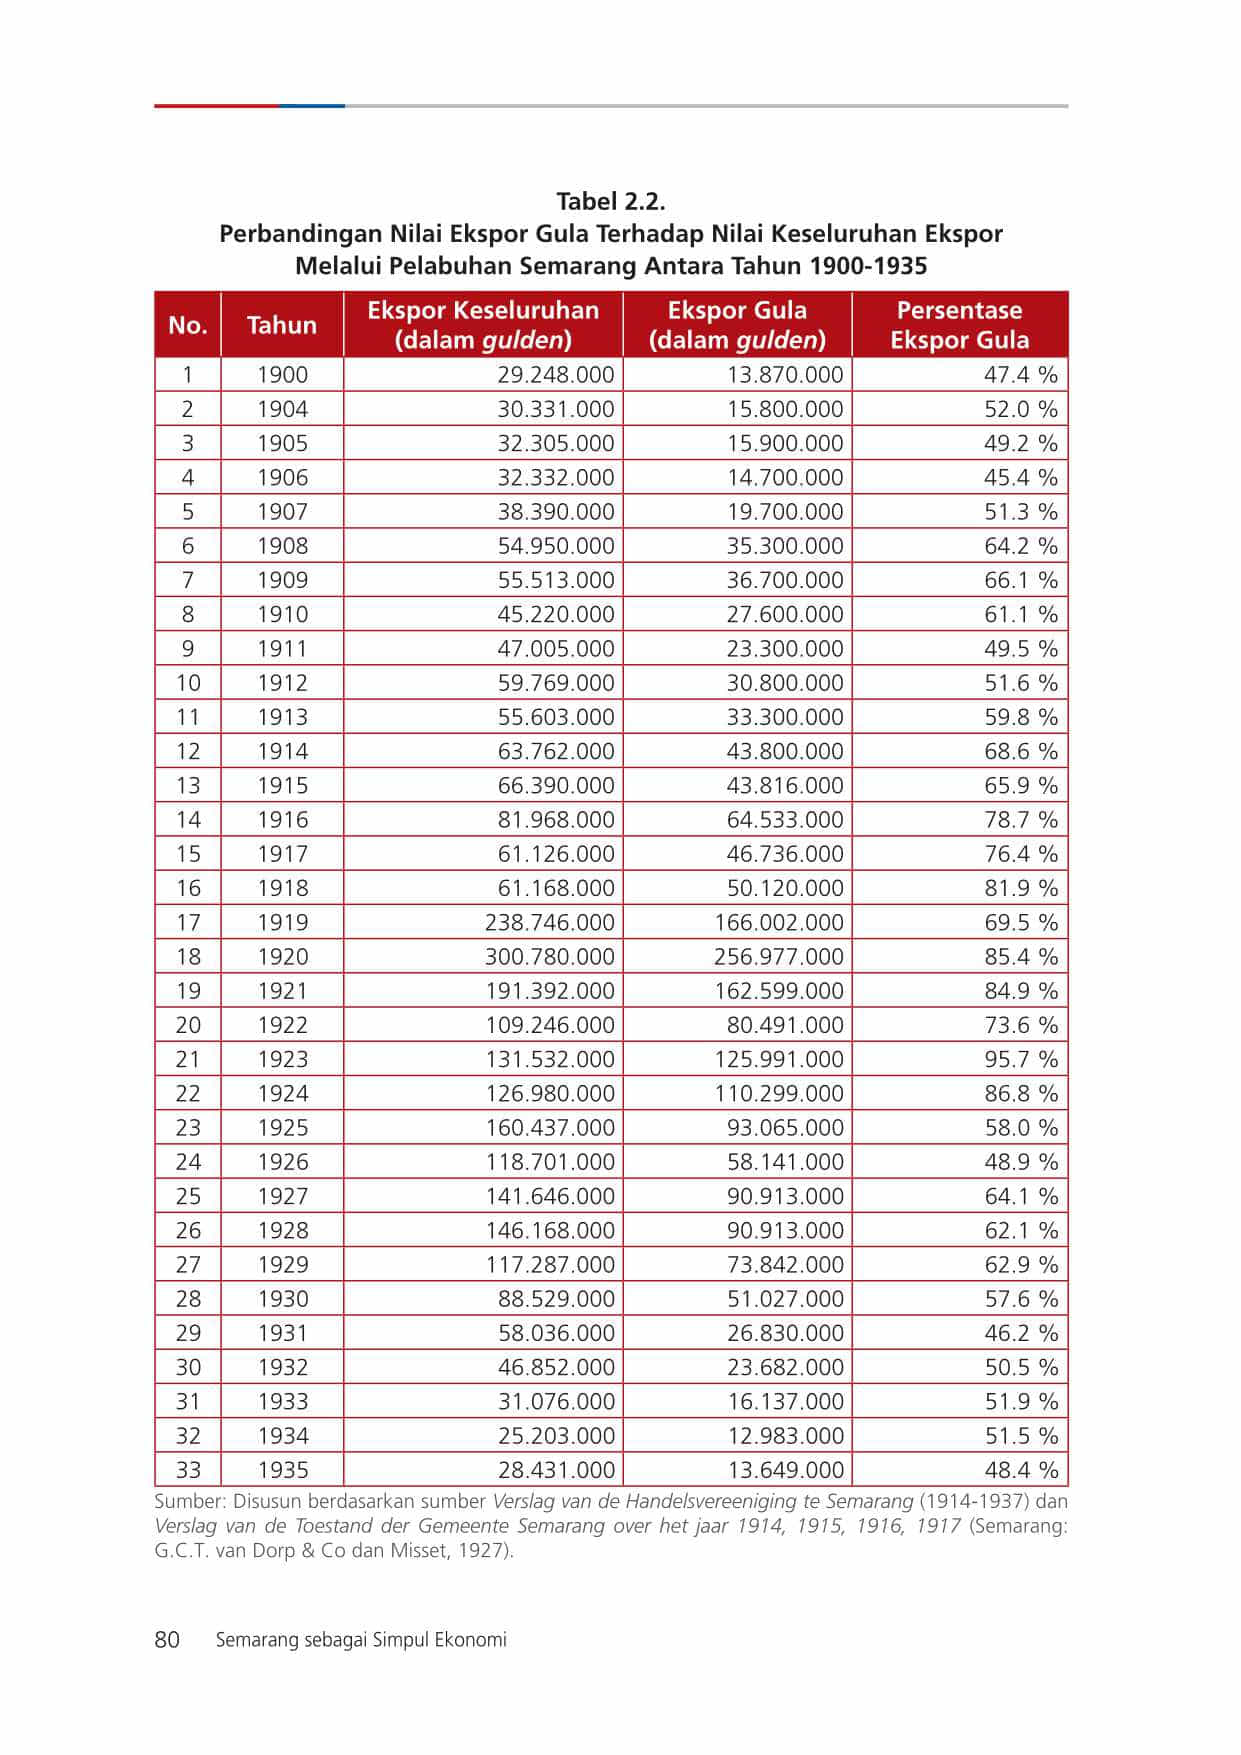 Tabel 2.2.
Perbandingan Nilai Ekspor Gula Terhadap Nilai Keseluruhan Ekspor
Melalui Pelabuhan Semarang Antara Tahun 1900-1935
No. Tahun Ekspor Keseluruhan (dalam gulden) Ekspor Gula (dalam gulden) Persentase Ekspor Gula
1 1900 29.248.000 13.870.000 47.4 %
2 1904 30.331.000 15.800.000 52.0 %
3 1905 32.305.000 15.900.000 49.2 %
4 1906 32.332.000 14.700.000 45.4 %
5 1907 38.390.000 19.700.000 51.3 %
6 1908 54.950.000 35.300.000 64.2 %
7 1909 55.513.000 36.700.000 66.1 %
8 1910 45.220.000 27.600.000 61.1 %
9 1911 47.005.000 23.300.000 49.5 %
10 1912 59.769.000 30.800.000 51.6 %
11 1913 55.603.000 33.300.000 59.8 %
12 1914 63.762.000 43.800.000 68.6 %
13 1915 66.390.000 43.816.000 65.9 %
14 1916 81.968.000 64.533.000 78.7 %
15 1917 61.126.000 46.736.000 76.4 %
16 1918 61.168.000 50.120.000 81.9 %
17 1919 238.746.000 166.002.000 69.5 %
18 1920 300.780.000 256.977.000 85.4 %
19 1921 191.392.000 162.599.000 84.9 %
20 1922 109.246.000 80.491.000 73.6 %
21 1923 131.532.000 125.991.000 95.7 %
22 1924 126.980.000 110.299.000 86.8 %
23 1925 160.437.000 93.065.000 58.0 %
24 1926 118.701.000 58.141.000 48.9 %
25 1927 141.646.000 90.913.000 64.1 %
26 1928 146.168.000 90.913.000 62.1 %
27 1929 117.287.000 73.842.000 62.9 %
28 1930 88.529.000 51.027.000 57.6 %
29 1931 58.036.000 26.830.000 46.2 %
30 1932 46.852.000 23.682.000 50.5 %
31 1933 31.076.000 16.137.000 51.9 %
32 1934 25.203.000 12.983.000 51.5 %
33 1935 28.431.000 13.649.000 48.4 %
Sumber: Disusun berdasarkan sumber Verslag van de Handelsvereeniging te Semarang (1914-1937) dan
Verslag van de Toestand der Gemeente Semarang over het jaar 1914, 1915, 1916, 1917 (Semarang:
G.C.T. van Dorp & Co dan Misset, 1927).
80 Semarang sebagai Simpul Ekonomi